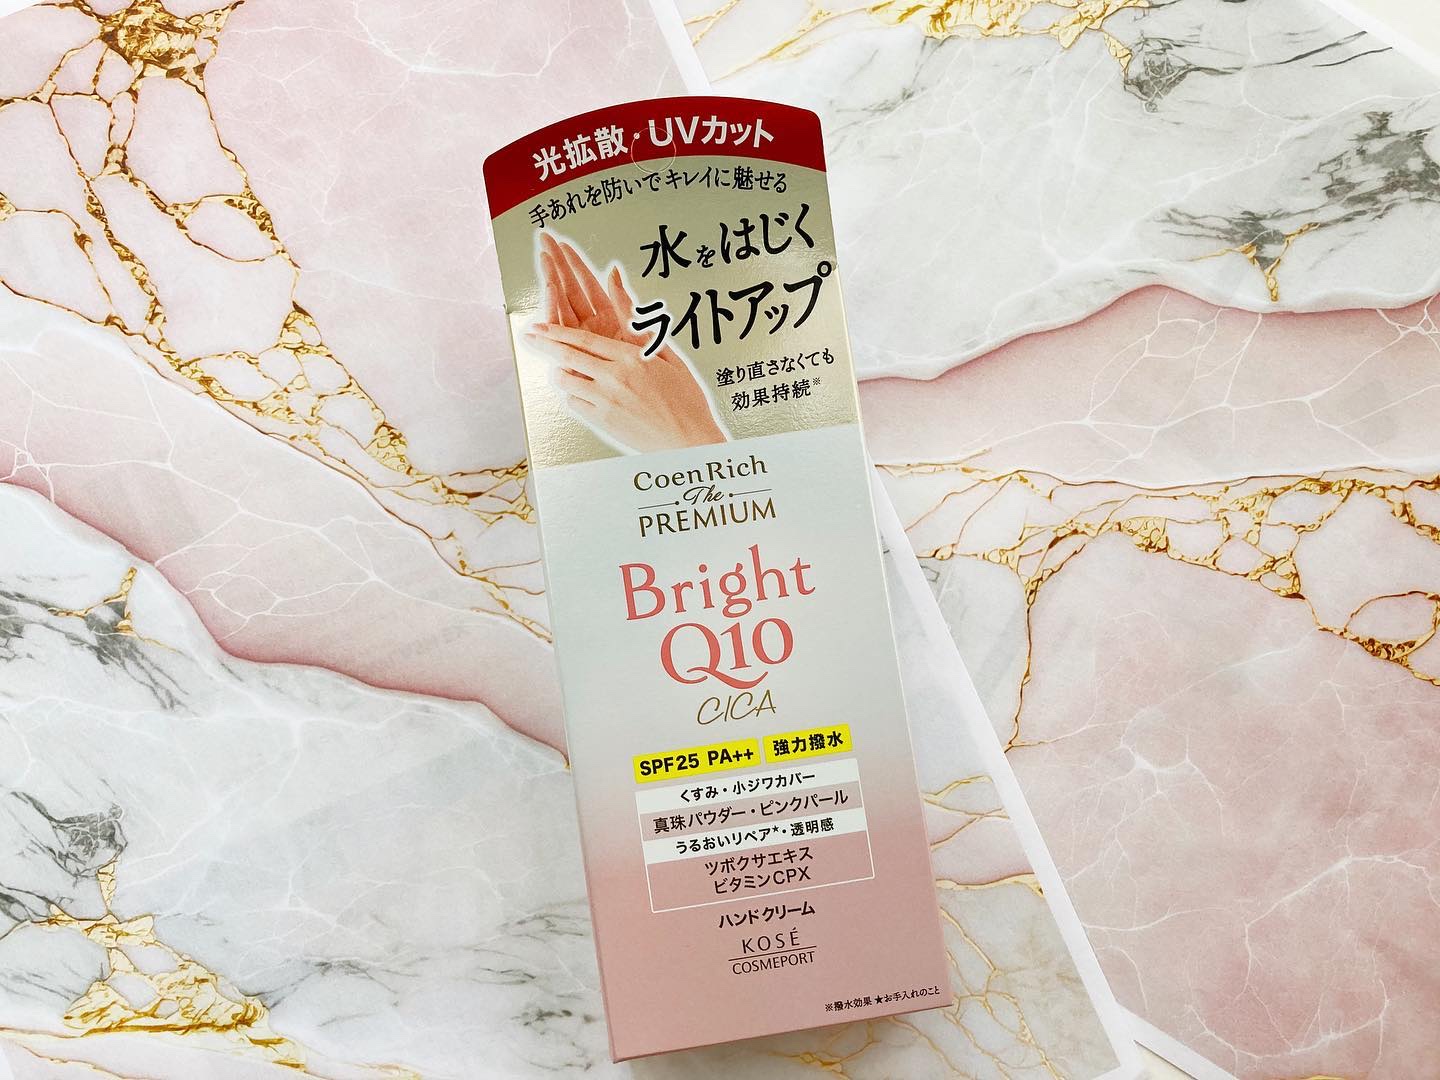 光拡散・UVカット
手あれを防いでキレイに魅せる
水をはじく
ライトアップ
塗り直さなくても
効果持続※
Coen Rich
The
PREMIUM
Bright
Q10
CICA
SPF25 PA++ 強力撥水
くすみ・小ジワカバー
真珠パウダー・ピンクパール
うるおいリペア★・透明感
ツボクサエキス
ビタミンCPX
ハンドクリーム
KOSÉ
COSMEPORT
※撥水効果 ★お手入れのこと